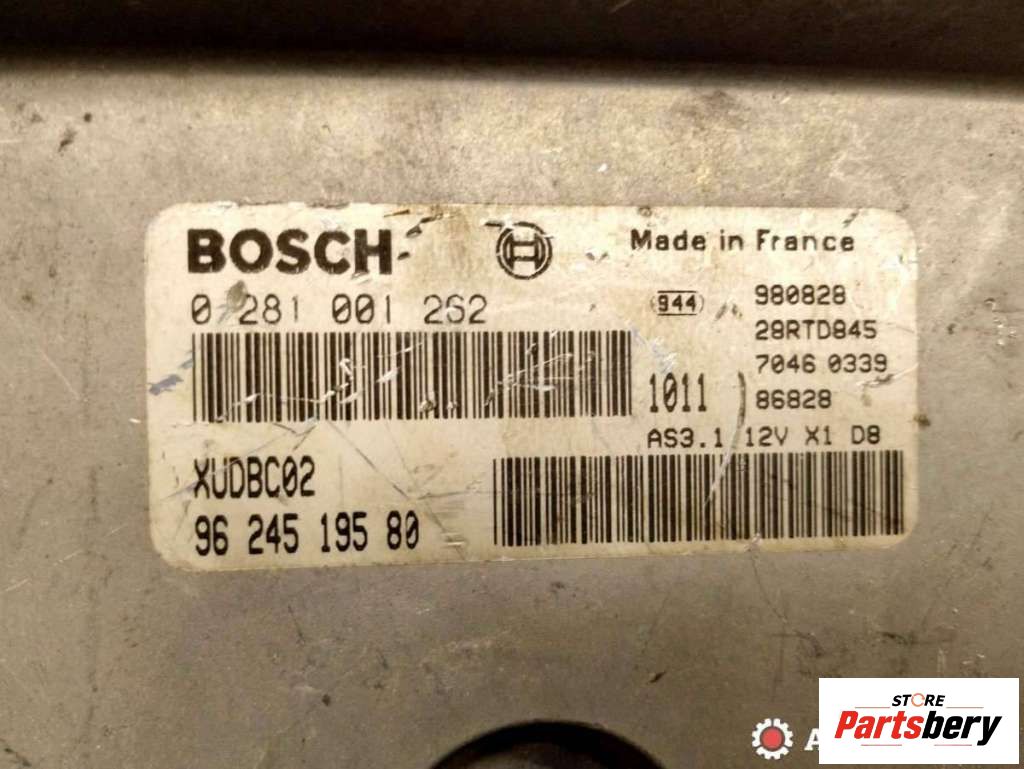 BOSCH
Made in France
0 281 001 262
944
980828
28RTD845
7046 0339
1011
86828
AS3.1 12V X1 D8
XUDBC02
96 245 195 80
STORE
Partsbery
A